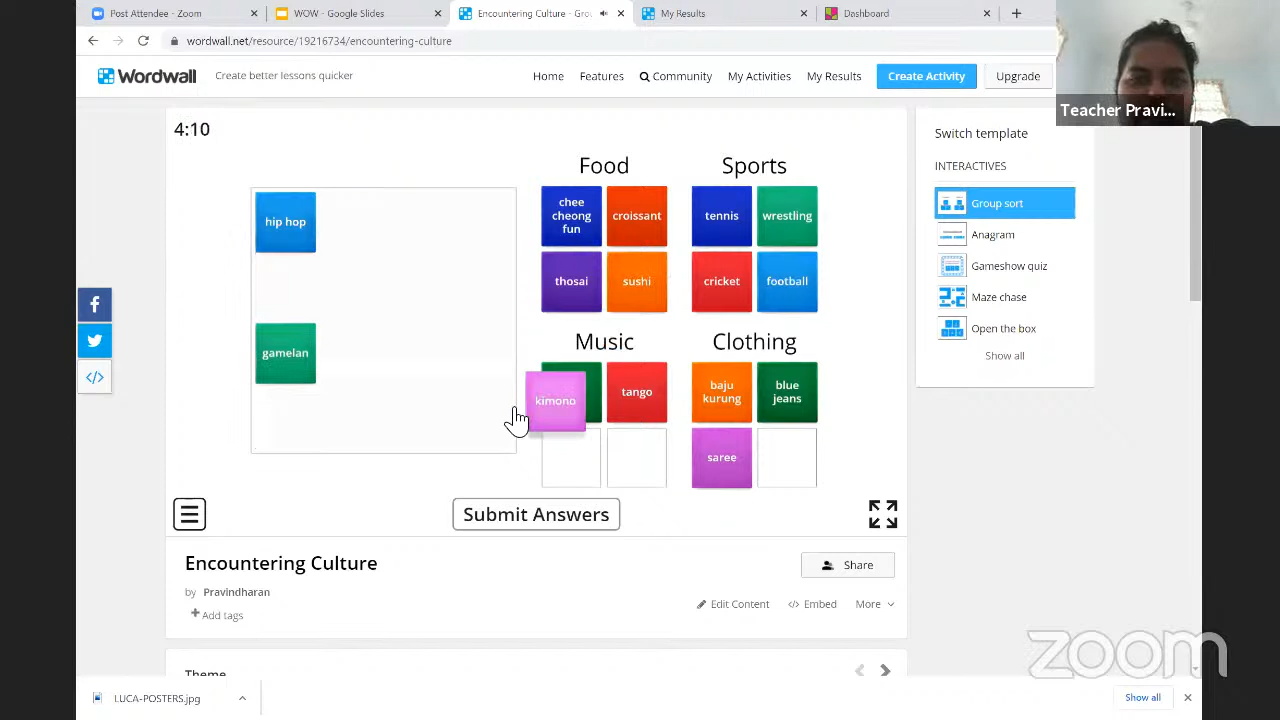 Post Attendee - Zoom
WOW - Google Slides
Encountering Culture - Gro
My Results
Dashboard
wordwall.net/resource/19216734/encountering-culture
Wordwall
Create better lessons quicker
Home
Features
Community
My Activities
My Results
Create Activity
Upgrade
Teacher Pravi...
4:10
Food
Sports
hip hop
chee cheong fun
croissant
tennis
wrestling
thosai
sushi
cricket
football
gamelan
Music
Clothing
kimono
tango
baju kurung
blue jeans
saree
Submit Answers
Switch template
INTERACTIVES
Group sort
Anagram
Gameshow quiz
Maze chase
Open the box
Show all
Encountering Culture
Share
by Pravindharan
Add tags
Edit Content
Embed
More
Theme
zoom
LUCA-POSTERS.jpg
Show all